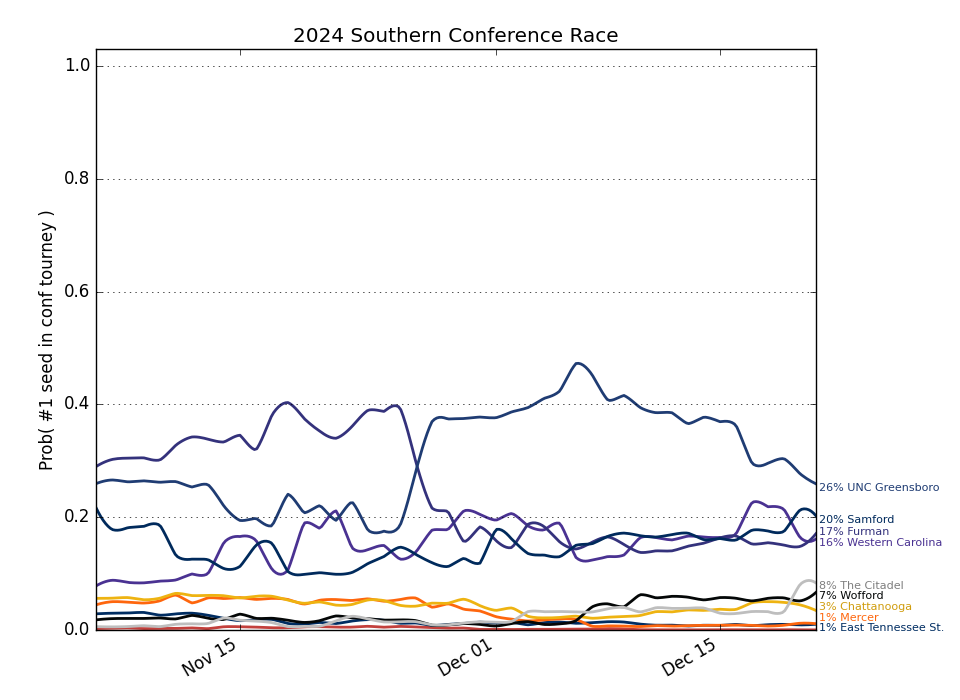 2024 Southern Conference Race
Prob( #1 seed in conf tourney )
1.0
0.8
0.6
0.4
0.2
0.0
Nov 15
Dec 01
Dec 15
26% UNC Greensboro
20% Samford
17% Furman
16% Western Carolina
8% The Citadel
7% Wofford
3% Chattanooga
1% Mercer
1% East Tennessee St.